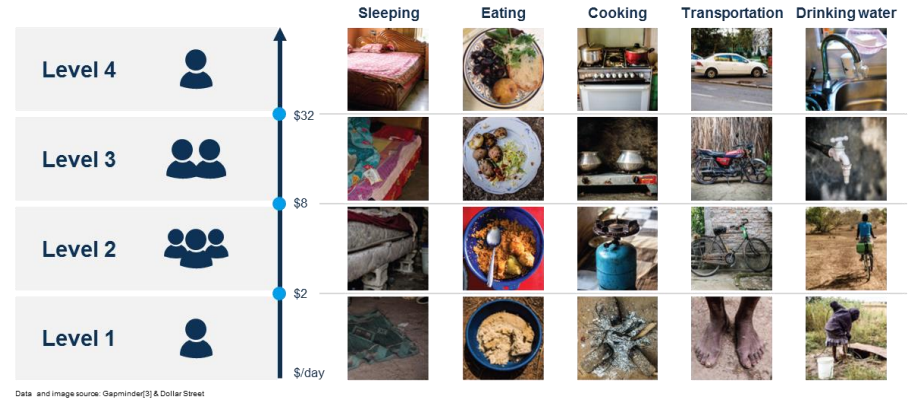 Sleeping Eating Cooking Transportation Drinking water
Level 4
$32
Level 3
$8
Level 2
$2
Level 1
$/day
Data and image source: Gapminder[3] & Dollar Street